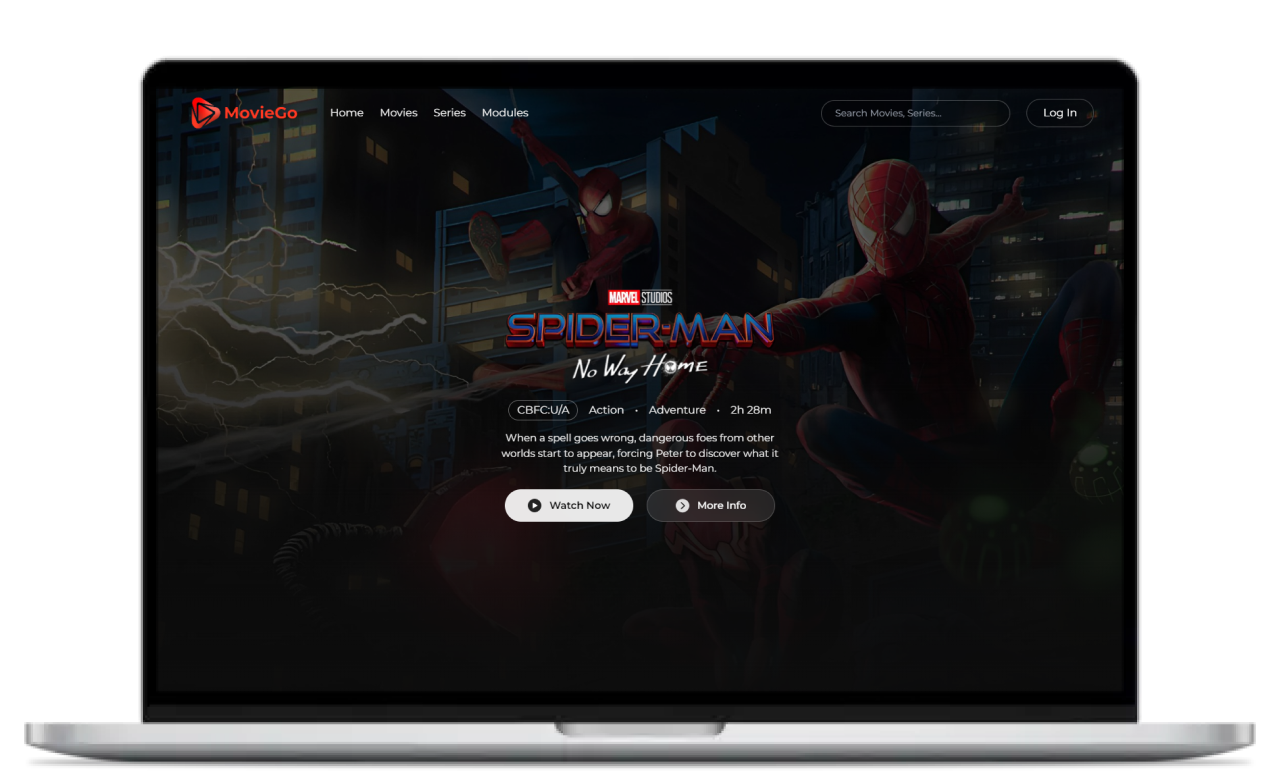 MovieGo Home Movies Series Modules Search Movies, Series... Log In
MARVEL STUDIOS
SPIDER-MAN
No Way Home
CBFC:U/A Action • Adventure • 2h 28m
When a spell goes wrong, dangerous foes from other
worlds start to appear, forcing Peter to discover what it
truly means to be Spider-Man.
Watch Now More Info